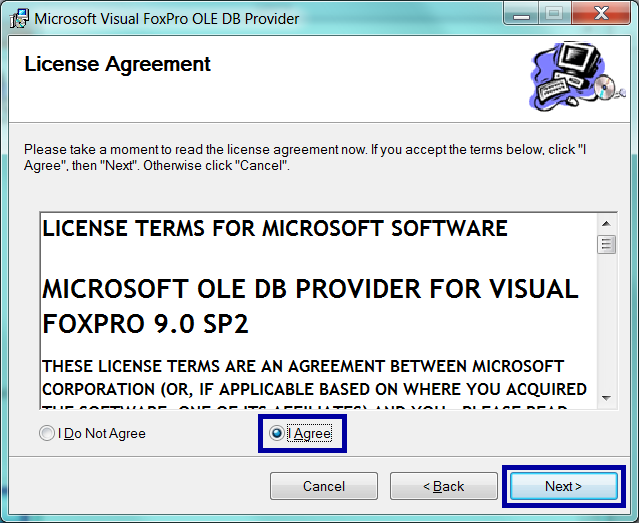 Microsoft Visual FoxPro OLE DB Provider
License Agreement
Please take a moment to read the license agreement now. If you accept the terms below, click "I
Agree", then "Next". Otherwise click "Cancel".
LICENSE TERMS FOR MICROSOFT SOFTWARE
MICROSOFT OLE DB PROVIDER FOR VISUAL
FOXPRO 9.0 SP2
THESE LICENSE TERMS ARE AN AGREEMENT BETWEEN MICROSOFT
CORPORATION (OR, IF APPLICABLE BASED ON WHERE YOU ACQUIRED
THE SOFTWARE, ONE OF ITS AFFILIATES) AND YOU. PLEASE READ
I Do Not Agree
I Agree
Cancel
< Back
Next >